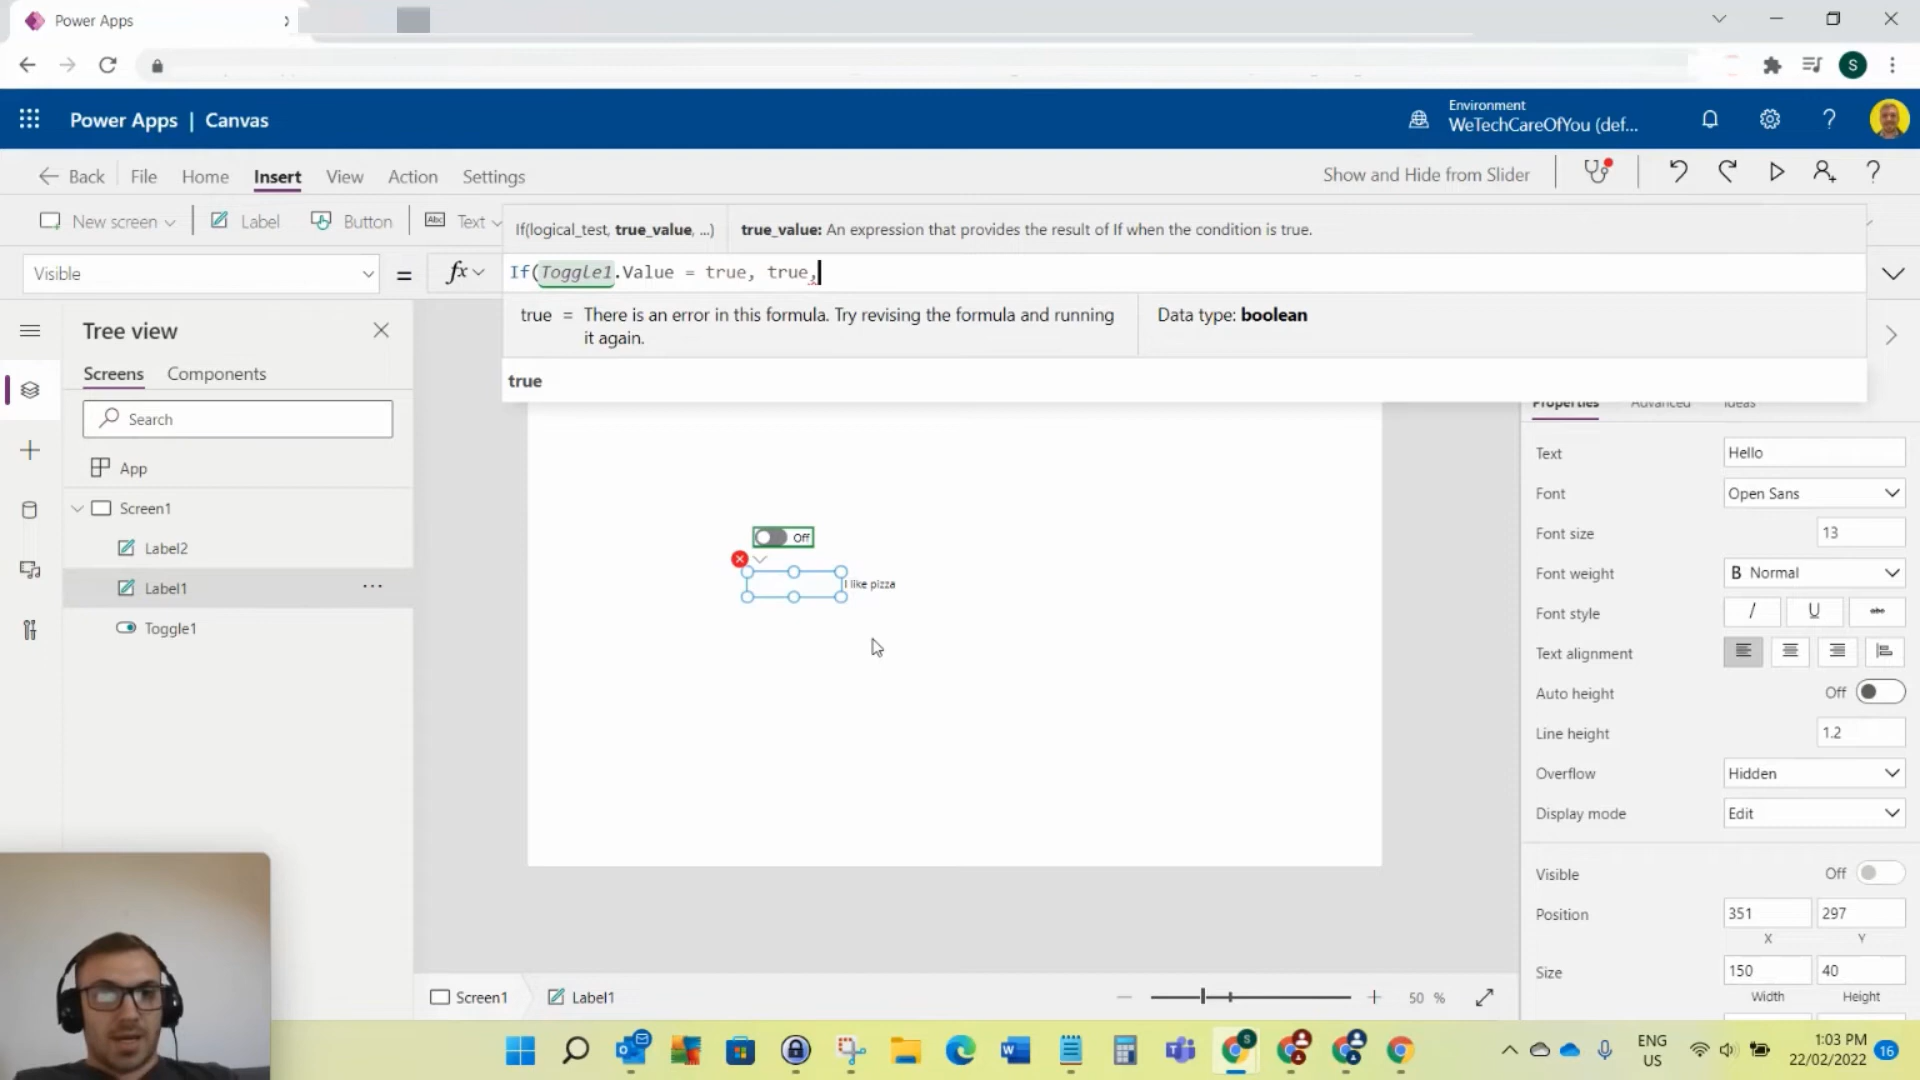 Power Apps
S
Power Apps | Canvas
Environment
WeTechCareOfYou (def...
?
Back File Home Insert View Action Settings
Show and Hide from Slider
?
New screen Label Button Abc Text
If(logical_test, true_value, ...) true_value: An expression that provides the result of If when the condition is true.
Visible = fx If(Toggle1.Value = true, true,
true = There is an error in this formula. Try revising the formula and running it again.
Data type: boolean
true
Tree view
Screens Components
Search
App
Screen1
Label2
Label1 ...
Toggle1
Off
I like pizza
Properties Advanced Ideas
Text Hello
Font Open Sans
Font size 13
Font weight B Normal
Font style / U abc
Text alignment
Auto height Off
Line height 1.2
Overflow Hidden
Display mode Edit
Visible Off
Position 351 297
X Y
Size 150 40
Width Height
Screen1 Label1
50 %
ENG
US
1:03 PM
22/02/2022
16